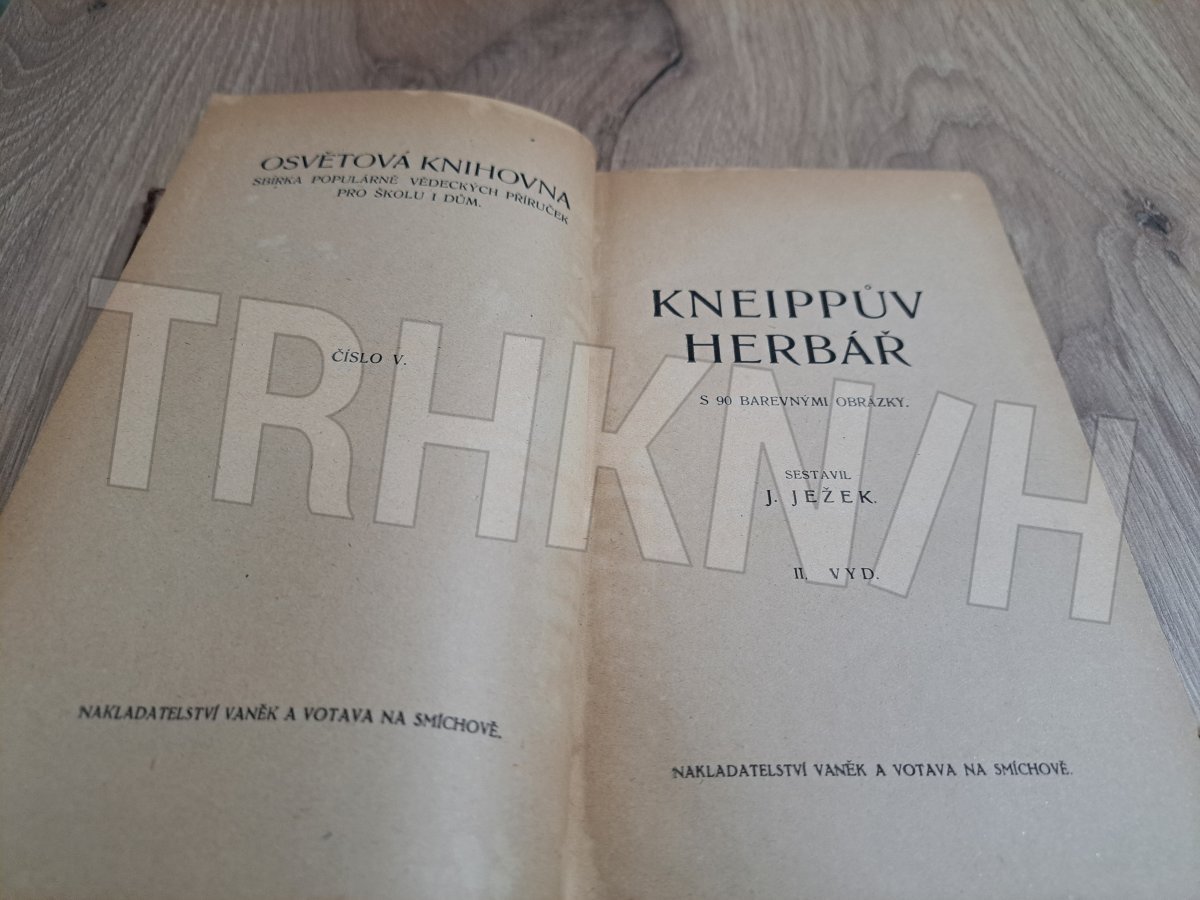 OSVĚTOVÁ KNIHOVNA
SBÍRKA POPULÁRNĚ VĚDECKÝCH PŘÍRUČEK
PRO ŠKOLU I DŮM.
ČÍSLO V.
NAKLADATELSTVÍ VANĚK A VOTAVA NA SMÍCHOVĚ.
KNEIPPŮV
HERBÁŘ
S 90 BAREVNÝMI OBRÁZKY.
SESTAVIL
J. JEŽEK.
II. VYD.
NAKLADATELSTVÍ VANĚK A VOTAVA NA SMÍCHOVĚ.
TRHKN/H